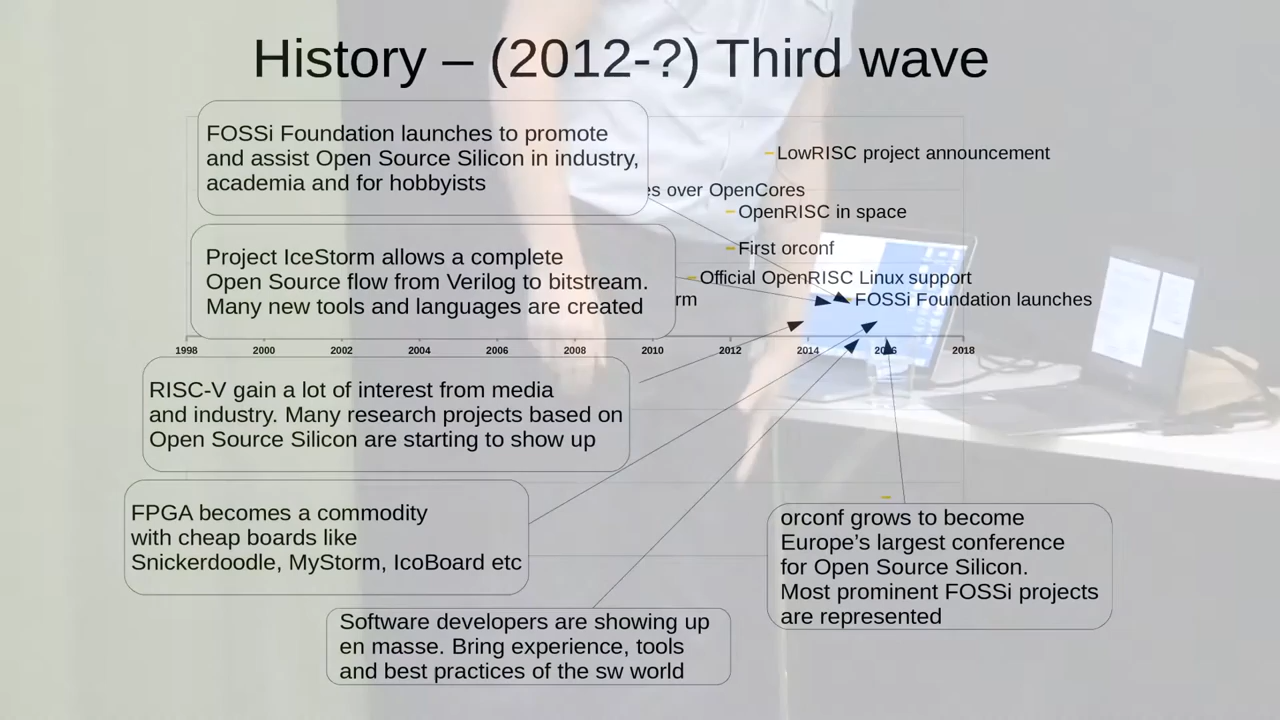 History – (2012-?) Third wave
FOSSi Foundation launches to promote
and assist Open Source Silicon in industry,
academia and for hobbyists
LowRISC project announcement
es over OpenCores
OpenRISC in space
First orconf
Project IceStorm allows a complete
Open Source flow from Verilog to bitstream.
Many new tools and languages are created
Official OpenRISC Linux support
rm
FOSSi Foundation launches
1998 2000 2002 2004 2006 2008 2010 2012 2014 2016 2018
RISC-V gain a lot of interest from media
and industry. Many research projects based on
Open Source Silicon are starting to show up
FPGA becomes a commodity
with cheap boards like
Snickerdoodle, MyStorm, IcoBoard etc
orconf grows to become
Europe’s largest conference
for Open Source Silicon.
Most prominent FOSSi projects
are represented
Software developers are showing up
en masse. Bring experience, tools
and best practices of the sw world